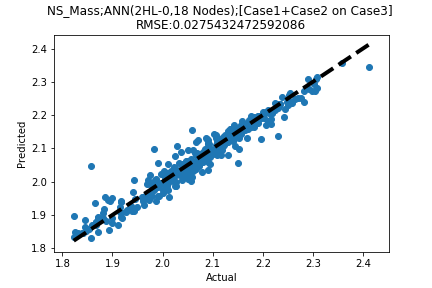 NS_Mass;ANN(2HL-0,18 Nodes);[Case1+Case2 on Case3]
RMSE:0.0275432472592086
2.4
2.3
2.2
2.1
2.0
1.9
1.8
Predicted
1.8 1.9 2.0 2.1 2.2 2.3 2.4
Actual